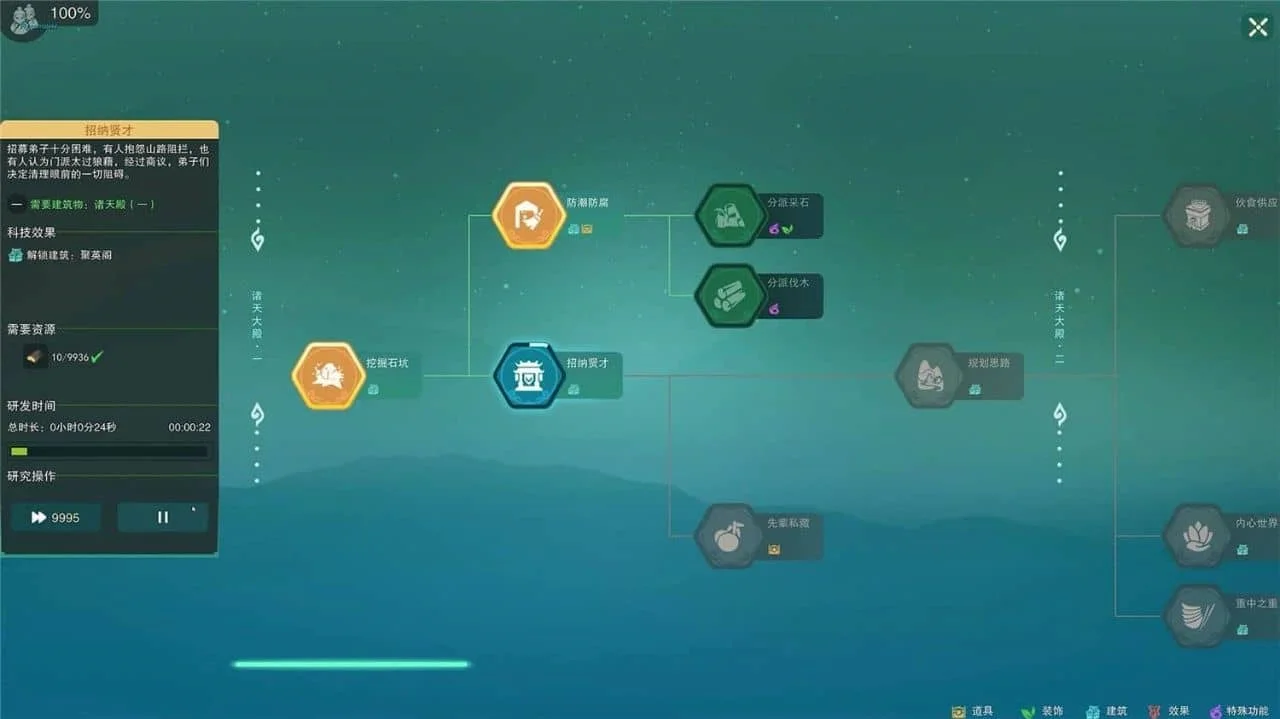 100%
招纳贤才
招募弟子十分困难，有人抱怨山路阻拦，也
有人认为门派太过狼藉，经过商议，弟子们
决定清理眼前的一切阻碍。
需要建筑物：诸天殿(一)
科技效果
解锁建筑：聚英阁
需要资源
10/9936
研发时间
总时长：0小时0分24秒 00:00:22
研究操作
9995
诸天大殿·一
挖掘石坑
防潮防腐
招纳贤才
分派采石
分派伐木
先辈私藏
规划思路
诸天大殿·二
伙食供应
内心世界
重中之重
道具 装饰 建筑 效果 特殊功能